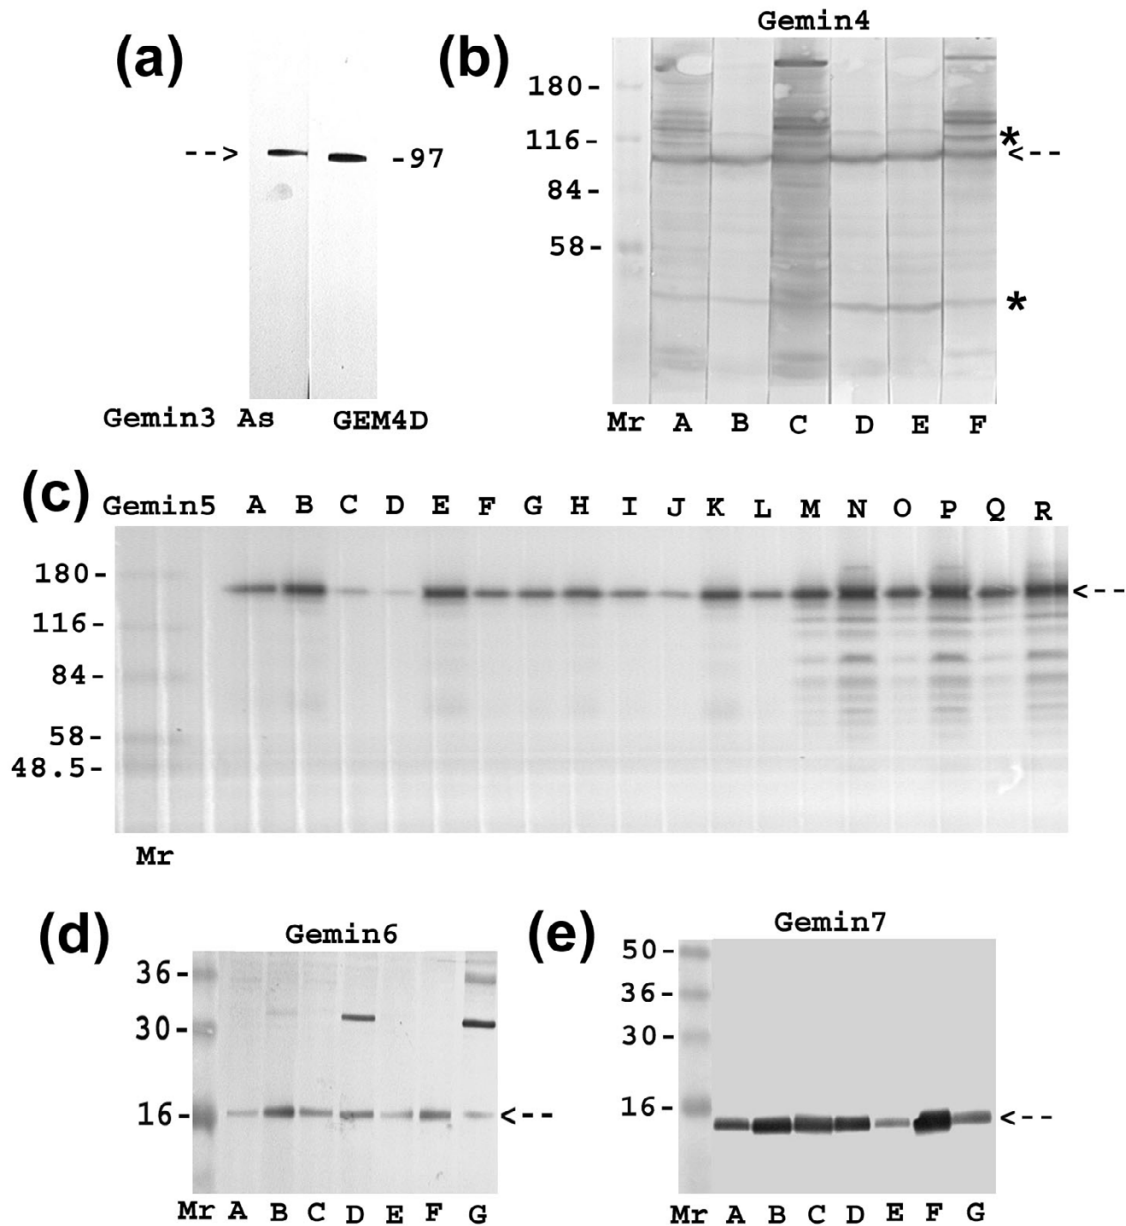 (a)
--> -97
Gemin3 As GEM4D
(b) Gemin4
180-
116- *
<--
84-
58-
*
Mr A B C D E F
(c) Gemin5 A B C D E F G H I J K L M N O P Q R
180- <--
116-
84-
58-
48.5-
Mr
(d) Gemin6
36-
30-
16- <--
Mr A B C D E F G
(e) Gemin7
50-
36-
30-
16- <--
Mr A B C D E F G